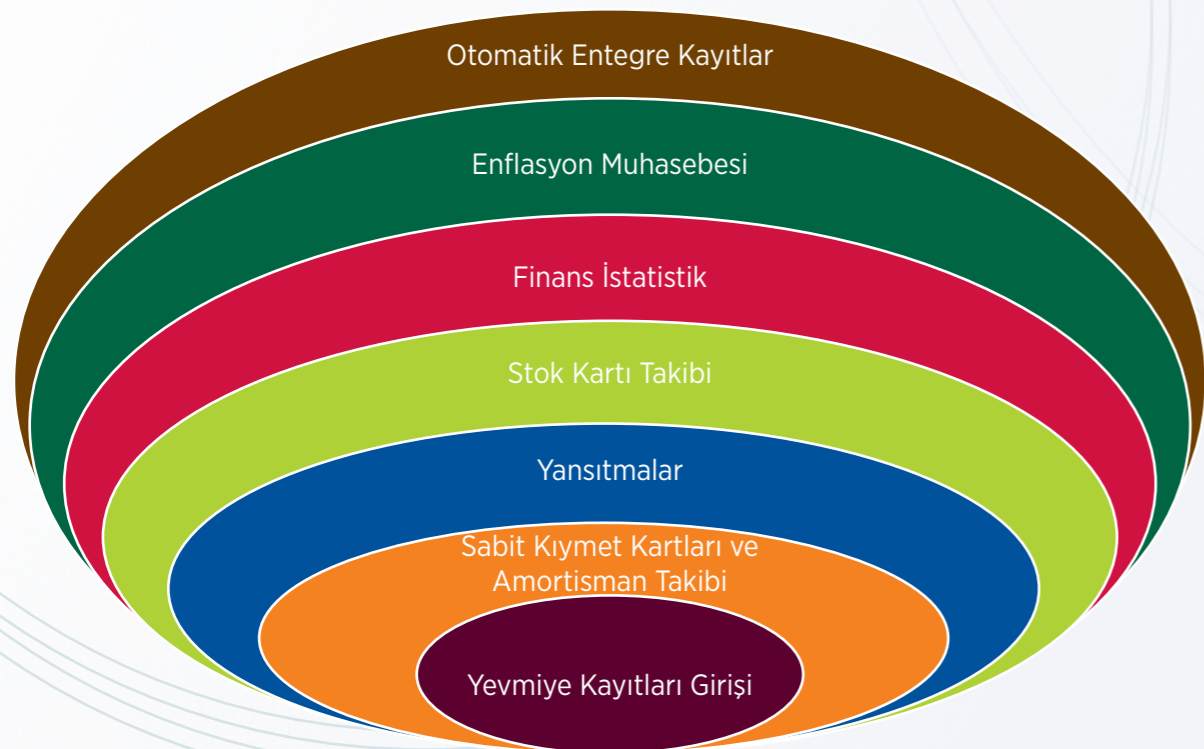 Otomatik Entegre Kayıtlar
Enflasyon Muhasebesi
Finans İstatistik
Stok Kartı Takibi
Yansıtmalar
Sabit Kıymet Kartları ve
Amortisman Takibi
Yevmiye Kayıtları Girişi